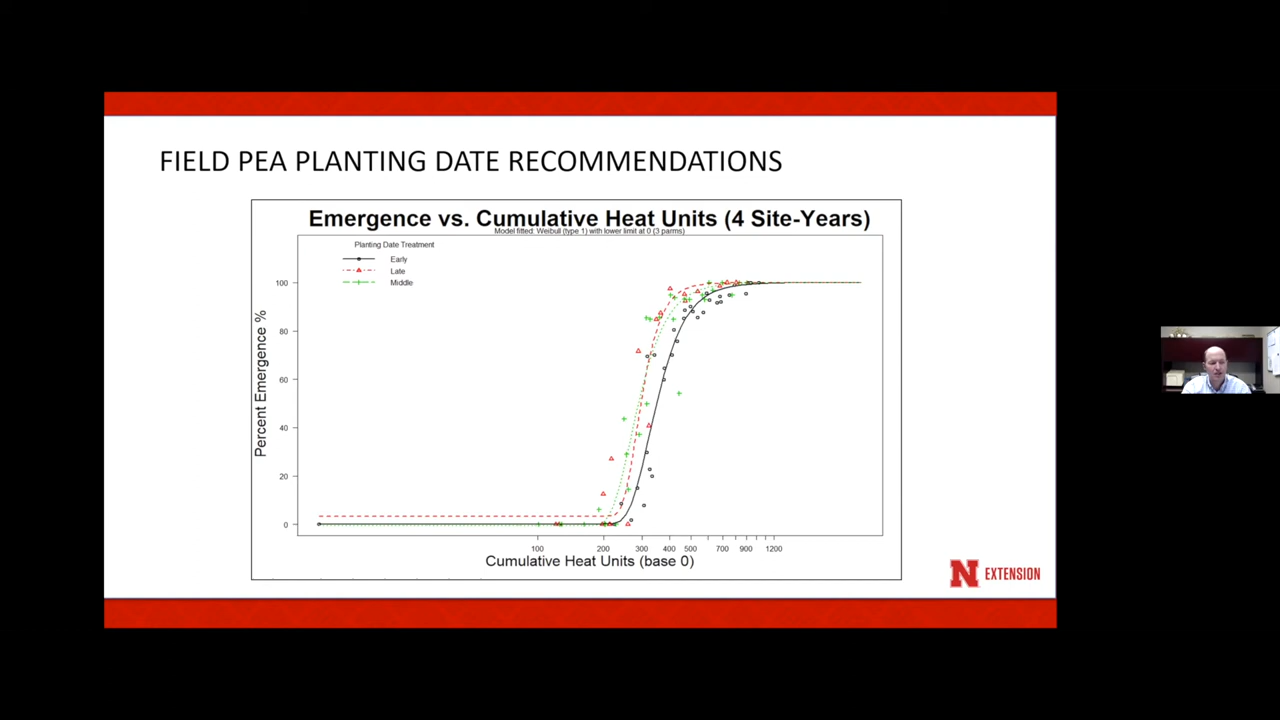 FIELD PEA PLANTING DATE RECOMMENDATIONS
Emergence vs. Cumulative Heat Units (4 Site-Years)
Model fitted: Weibull (type 1) with lower limit at 0 (3 parms)
Planting Date Treatment
Early
Late
Middle
Percent Emergence %
100
80
60
40
20
0
100 200 300 400 500 700 900 1200
Cumulative Heat Units (base 0)
N EXTENSION